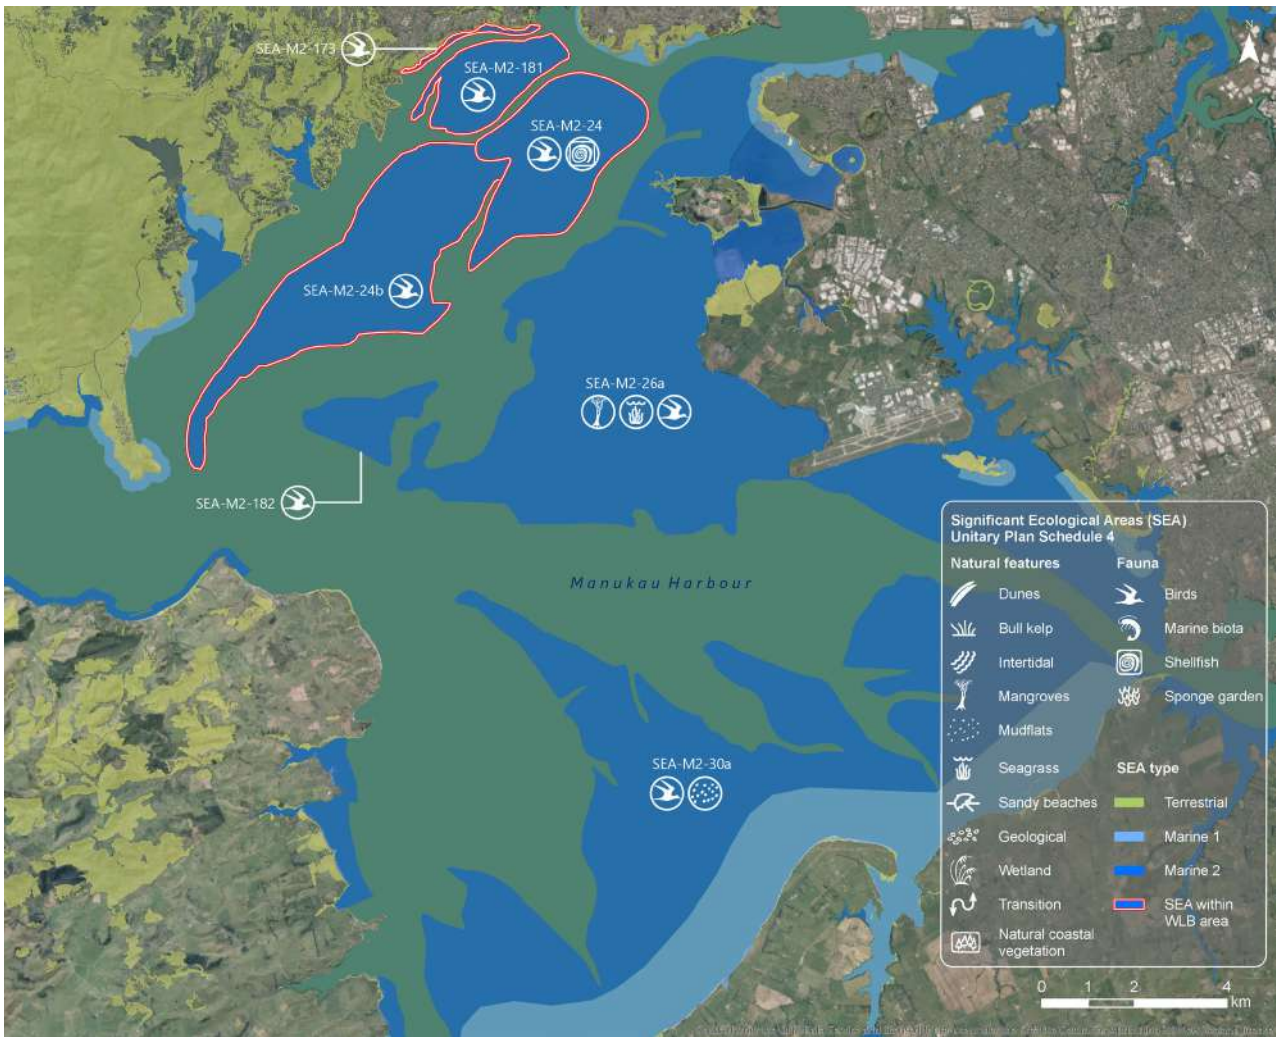 N
SEA-M2-173
SEA-M2-181
SEA-M2-24
SEA-M2-24b
SEA-M2-26a
SEA-M2-182
Manukau Harbour
SEA-M2-30a
Significant Ecological Areas (SEA)
Unitary Plan Schedule 4
Natural features
Dunes
Bull kelp
Intertidal
Mangroves
Mudflats
Seagrass
Sandy beaches
Geological
Wetland
Transition
Natural coastal
vegetation
Fauna
Birds
Marine biota
Shellfish
Sponge garden
SEA type
Terrestrial
Marine 1
Marine 2
SEA within
WLB area
0 1 2 4
km